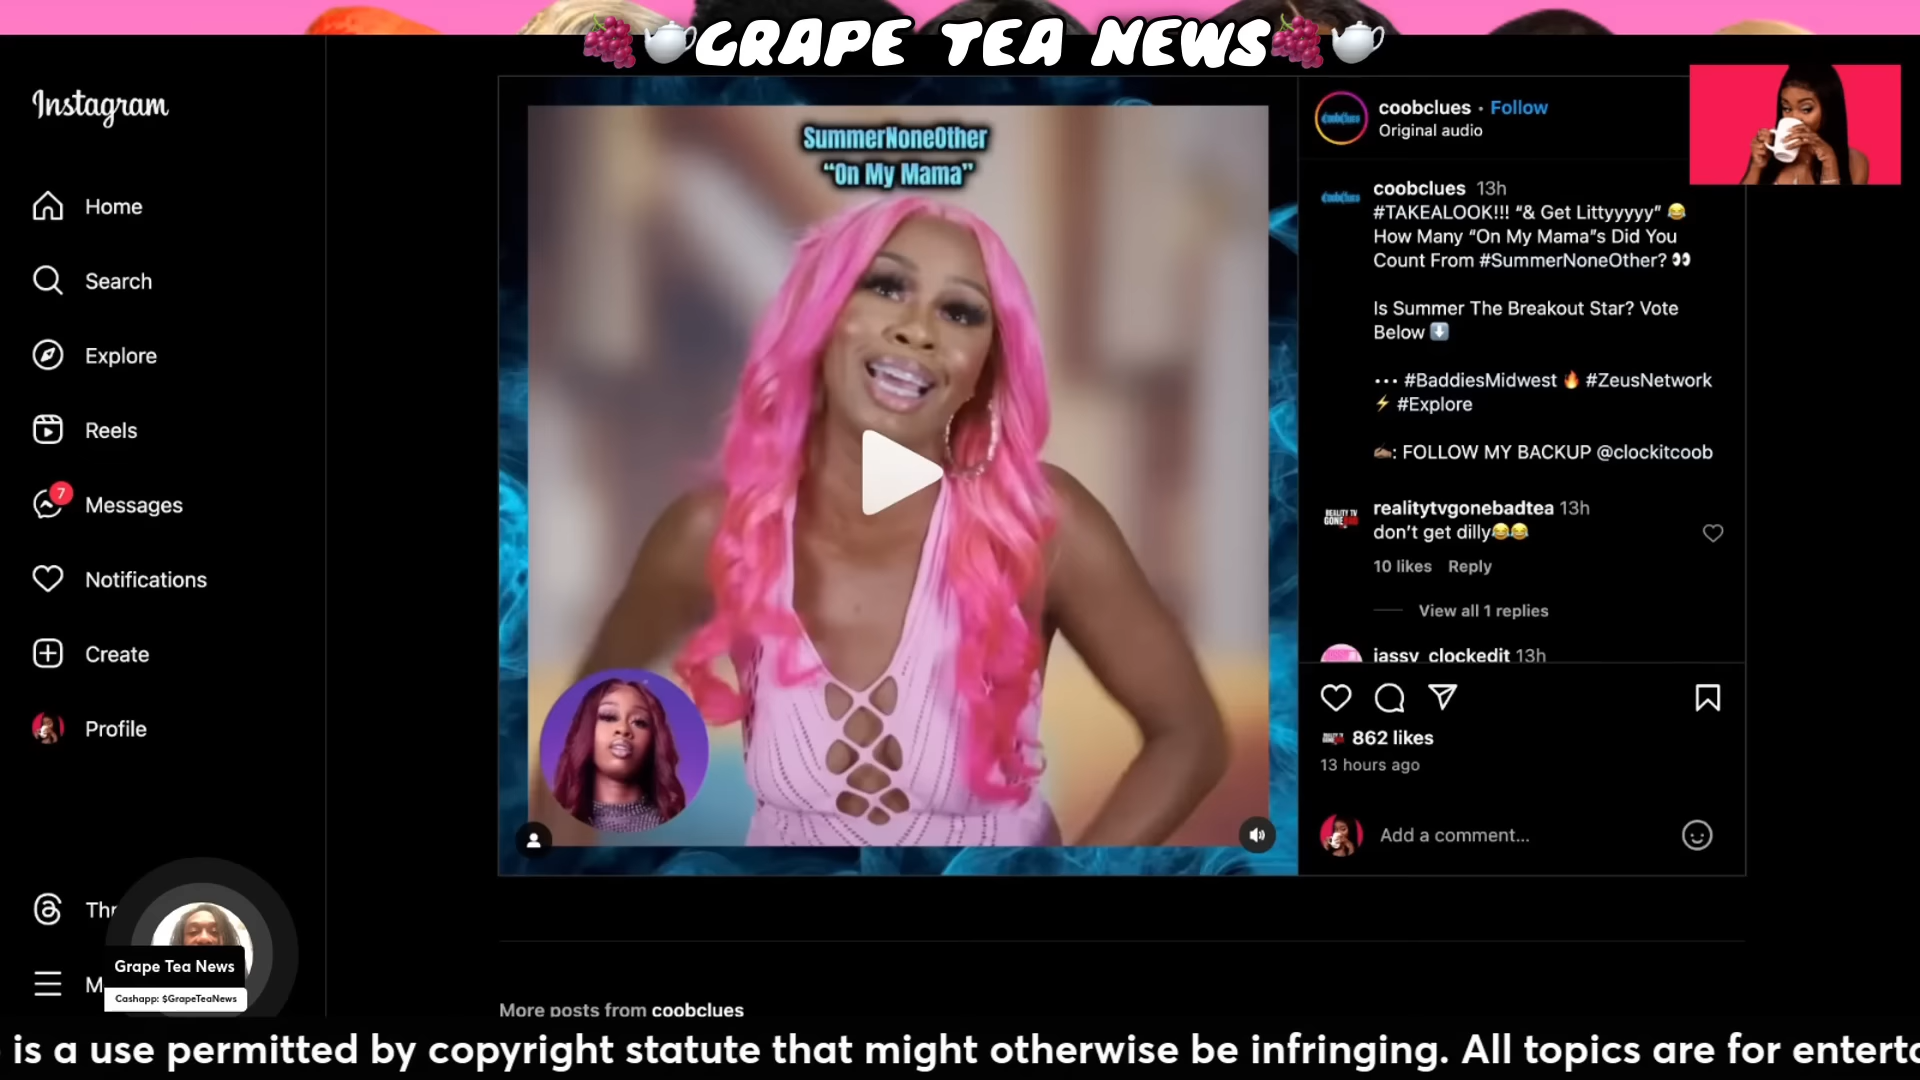 🍇🫖GRAPE TEA NEWS🍇🫖
Instagram
Home
Search
Explore
Reels
7
Messages
Notifications
Create
Profile
Grape Tea News
Cashapp: $GrapeTeaNews
SummerNoneOther
“On My Mama”
coobclues • Follow
Original audio
coobclues 13h
#TAKEALOOK!!! “& Get Littyyyyy” 😂
How Many “On My Mama”s Did You
Count From #SummerNoneOther? 👀
Is Summer The Breakout Star? Vote
Below ⬇️
••• #BaddiesMidwest 🔥 #ZeusNetwork
⚡ #Explore
✍🏾: FOLLOW MY BACKUP @clockitcoob
realitytvgonebadtea 13h
don’t get dilly😂😂
10 likes Reply
View all 1 replies
jassy_clockedit 13h
862 likes
13 hours ago
Add a comment...
More posts from coobclues
is a use permitted by copyright statute that might otherwise be infringing. All topics are for enterta